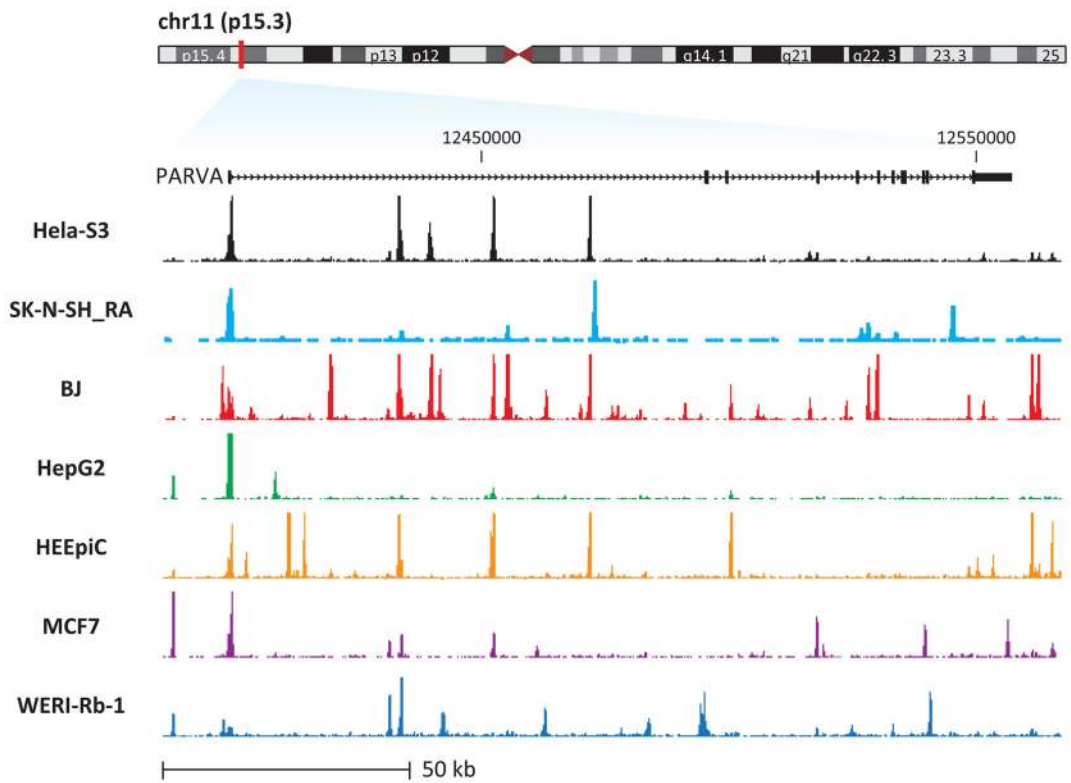 chr11 (p15.3)
p15.4 p13 p12 q14.1 q21 q22.3 23.3 25
12450000 12550000
PARVA
Hela-S3
SK-N-SH_RA
BJ
HepG2
HEEpiC
MCF7
WERI-Rb-1
50 kb